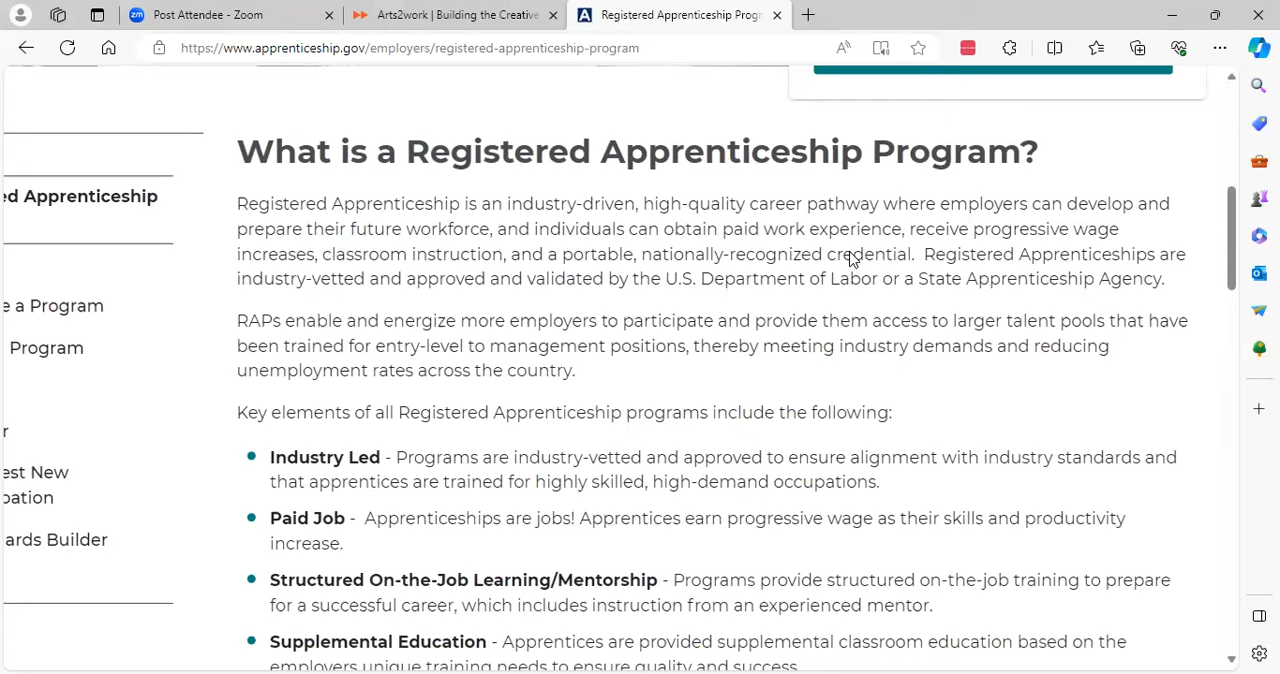 Post Attendee - Zoom
Arts2work | Building the Creative
Registered Apprenticeship Progr
https://www.apprenticeship.gov/employers/registered-apprenticeship-program
What is a Registered Apprenticeship Program?
ed Apprenticeship
e a Program
Program
r
est New
pation
ards Builder
Registered Apprenticeship is an industry-driven, high-quality career pathway where employers can develop and
prepare their future workforce, and individuals can obtain paid work experience, receive progressive wage
increases, classroom instruction, and a portable, nationally-recognized credential. Registered Apprenticeships are
industry-vetted and approved and validated by the U.S. Department of Labor or a State Apprenticeship Agency.
RAPs enable and energize more employers to participate and provide them access to larger talent pools that have
been trained for entry-level to management positions, thereby meeting industry demands and reducing
unemployment rates across the country.
Key elements of all Registered Apprenticeship programs include the following:
Industry Led - Programs are industry-vetted and approved to ensure alignment with industry standards and
that apprentices are trained for highly skilled, high-demand occupations.
Paid Job - Apprenticeships are jobs! Apprentices earn progressive wage as their skills and productivity
increase.
Structured On-the-Job Learning/Mentorship - Programs provide structured on-the-job training to prepare
for a successful career, which includes instruction from an experienced mentor.
Supplemental Education - Apprentices are provided supplemental classroom education based on the
employers unique training needs to ensure quality and success.